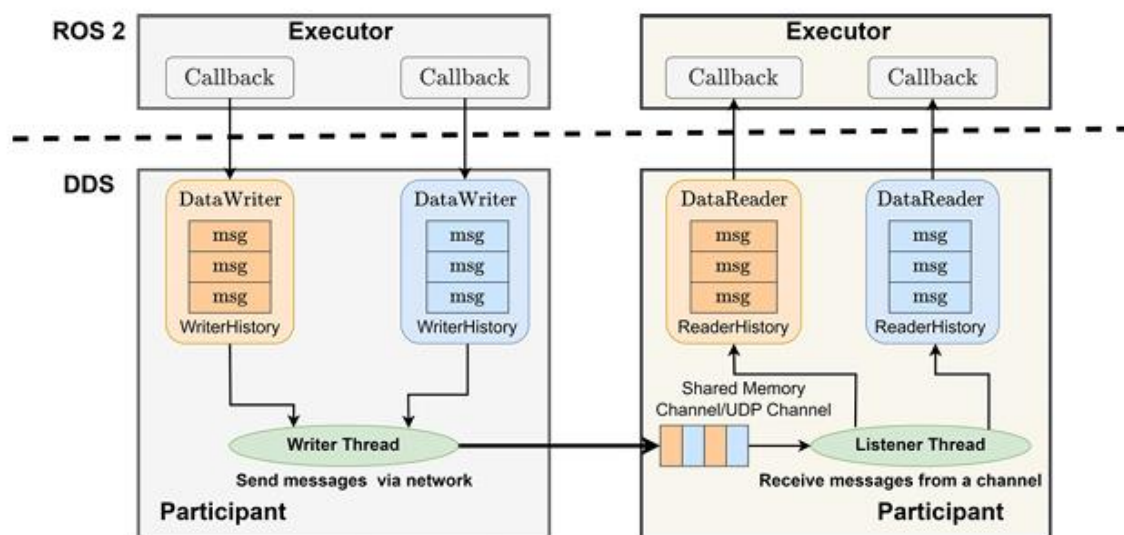 ROS 2
Executor
Executor
Callback
Callback
Callback
Callback
DDS
DataWriter
DataWriter
DataReader
DataReader
msg
msg
msg
msg
msg
msg
msg
msg
msg
msg
msg
msg
WriterHistory
WriterHistory
ReaderHistory
ReaderHistory
Shared Memory
Channel/UDP Channel
Writer Thread
Listener Thread
Send messages via network
Receive messages from a channel
Participant
Participant